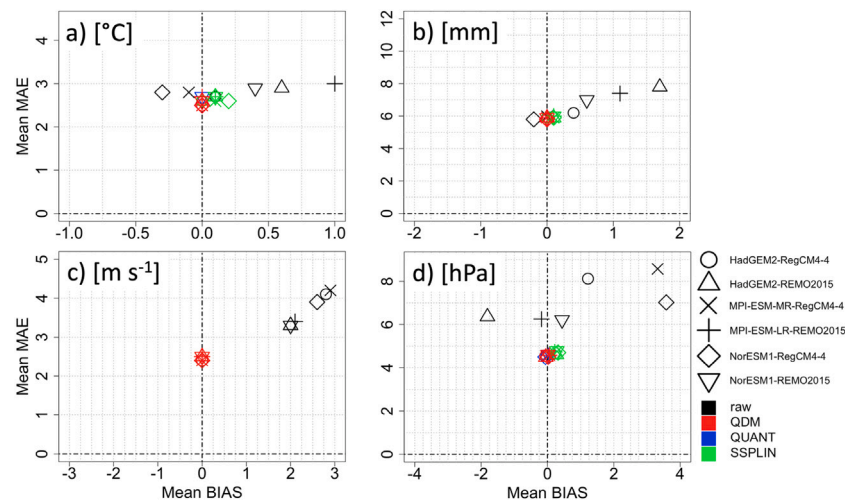 a) [°C]
Mean MAE
4
3
2
1
0
-1.0
-0.5
0.0
0.5
1.0
b) [mm]
12
10
8
6
4
2
0
-2
-1
0
1
2
c) [m s-1]
Mean MAE
5
4
3
2
1
0
-3
-2
-1
0
1
2
3
Mean BIAS
d) [hPa]
8
6
4
2
0
-4
-2
0
2
4
Mean BIAS
HadGEM2-RegCM4-4
HadGEM2-REMO2015
MPI-ESM-MR-RegCM4-4
MPI-ESM-LR-REMO2015
NorESM1-RegCM4-4
NorESM1-REMO2015
raw
QDM
QUANT
SSPLIN